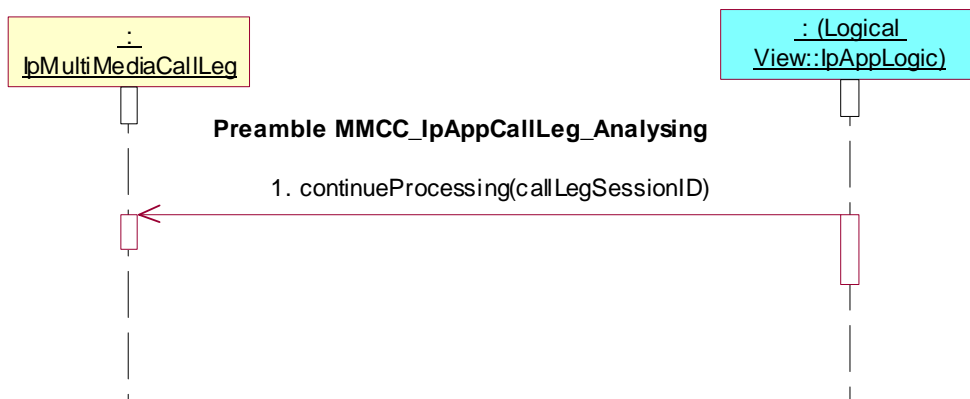 :
IpMultiMediaCallLeg
: (Logical
View::IpAppLogic)
Preamble MMCC_IpAppCallLeg_Analysing
1. continueProcessing(callLegSessionID)